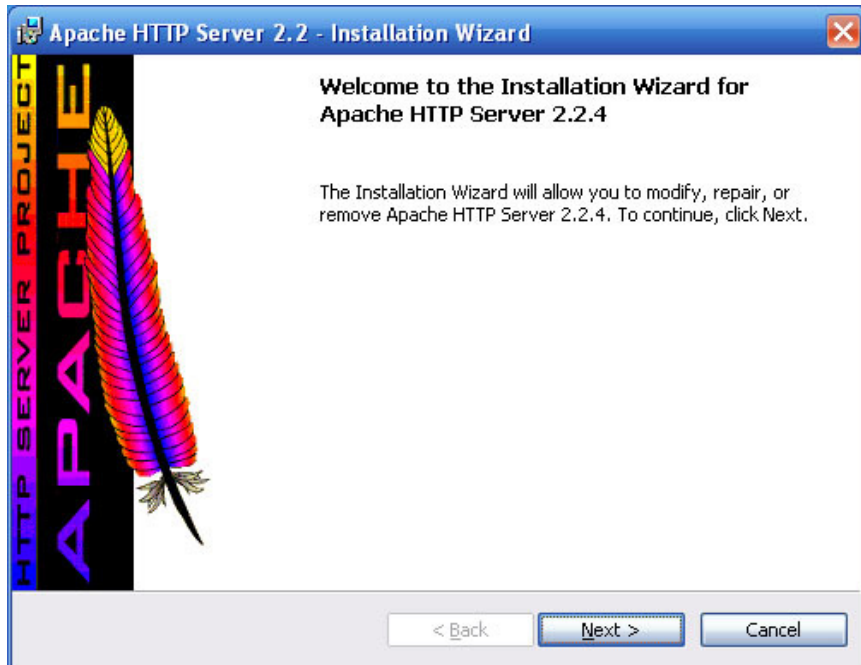 Apache HTTP Server 2.2 - Installation Wizard
HTTP SERVER PROJECT
APACHE
Welcome to the Installation Wizard for
Apache HTTP Server 2.2.4
The Installation Wizard will allow you to modify, repair, or
remove Apache HTTP Server 2.2.4. To continue, click Next.
< Back
Next >
Cancel